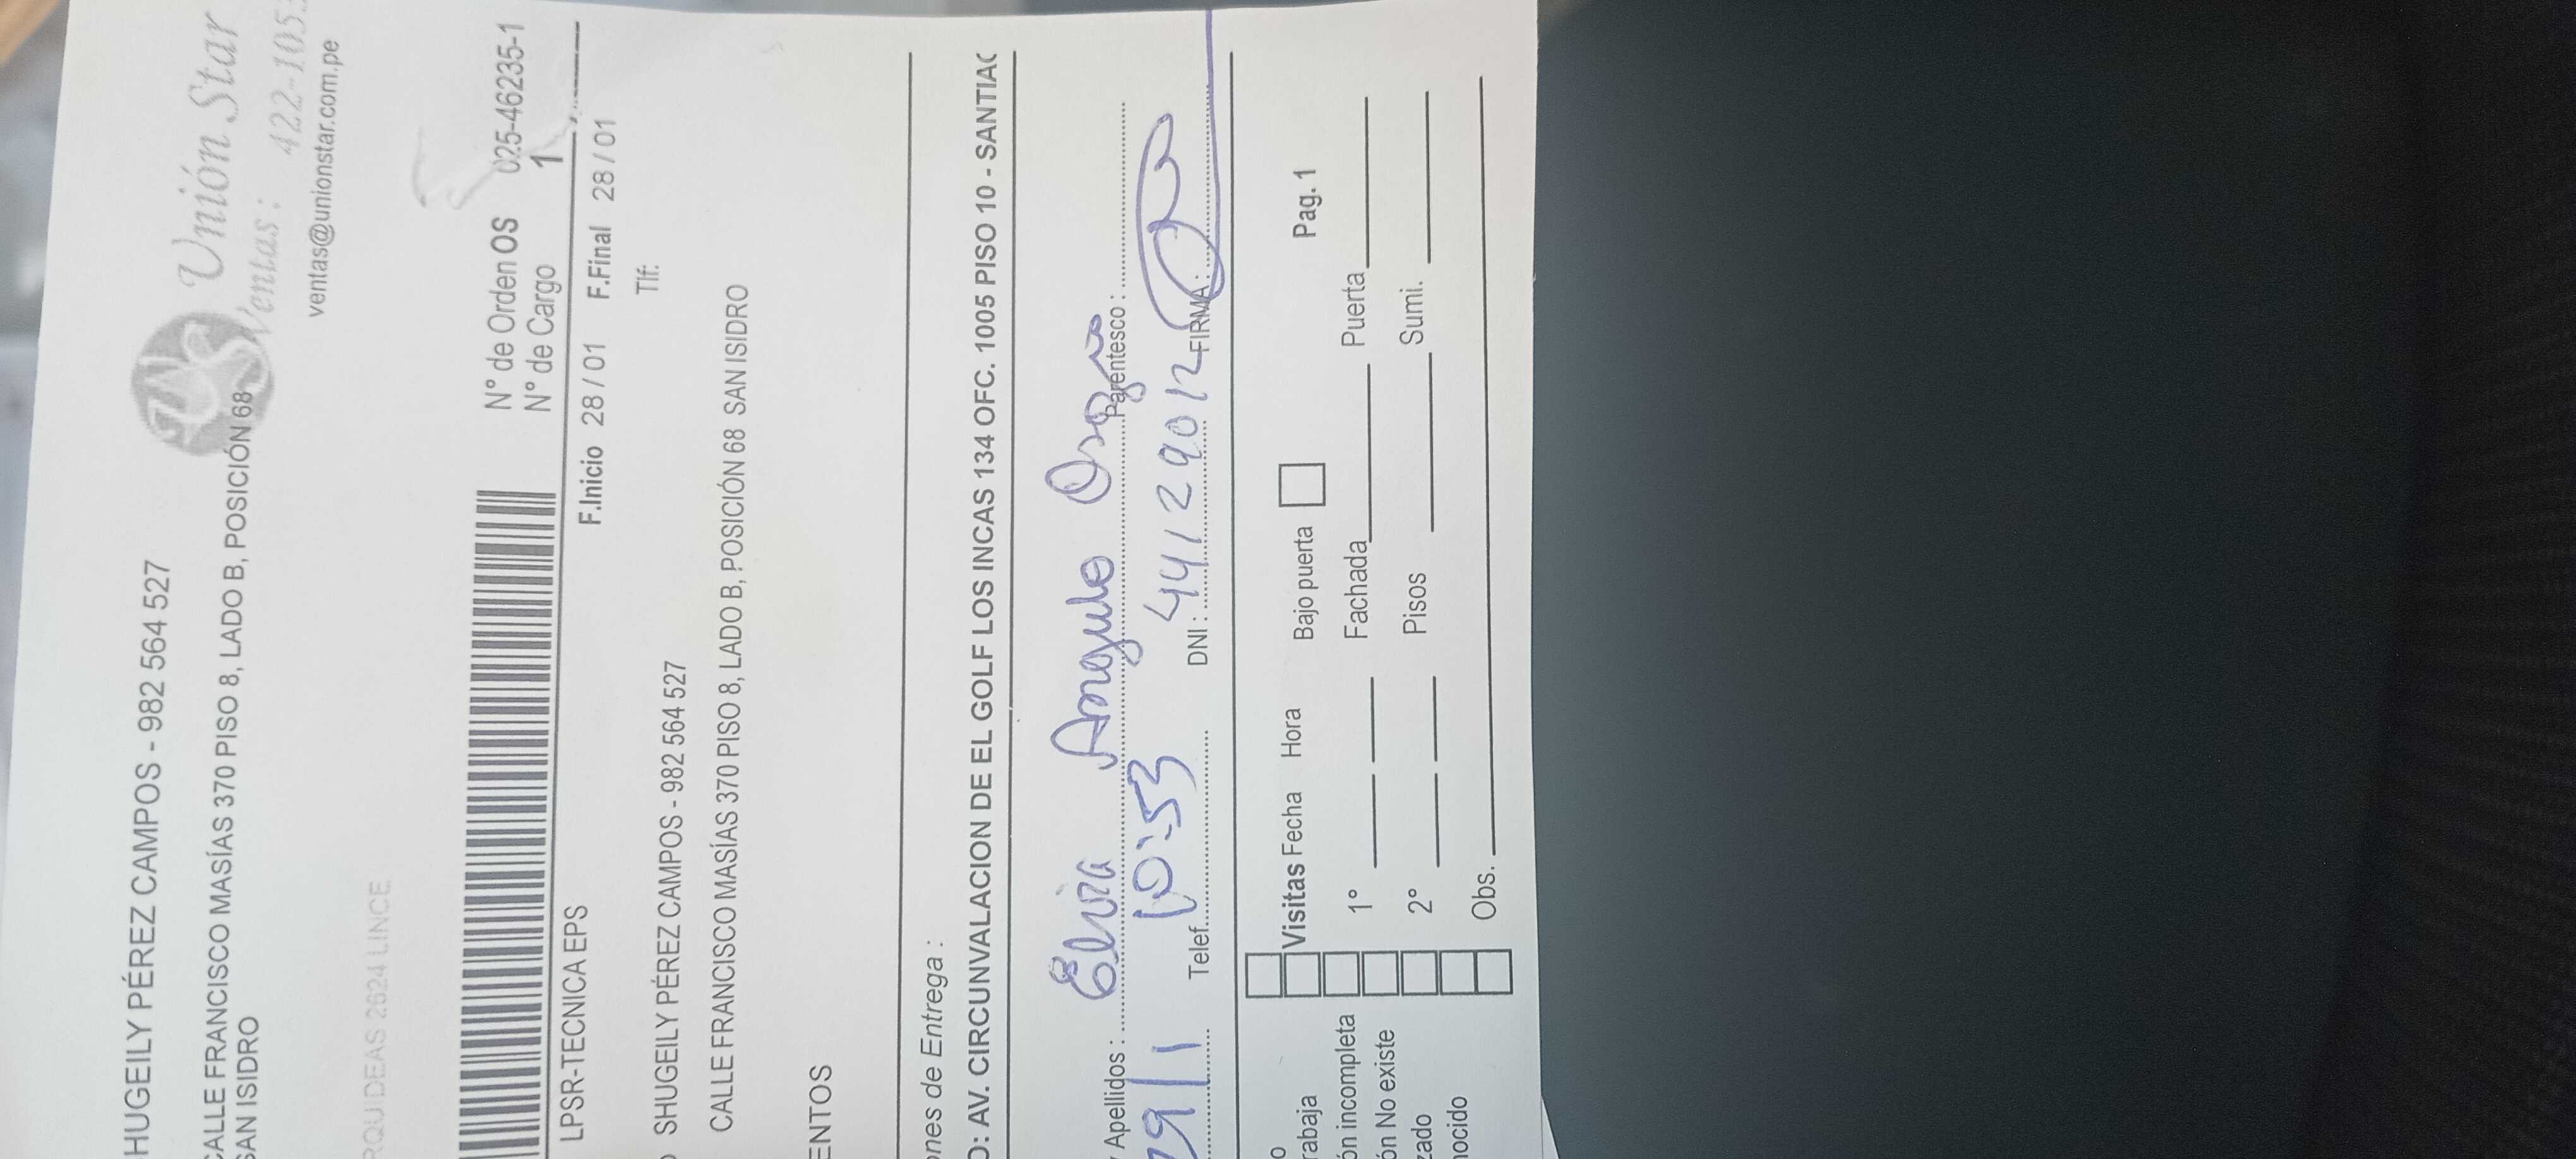 HUGEILY PÉREZ CAMPOS - 982 564 527
Unión Star
CALLE FRANCISCO MASÍAS 370 PISO 8, LADO B, POSICIÓN 68
Ventas: 422-105
SAN ISIDRO
ventas@unionstar.com.pe
RQUIDEAS 2624 LINCE
N° de Orden OS 025-46235-1
N° de Cargo 1
LPSR-TECNICA EPS
F.Inicio 28 / 01 F.Final 28 / 01
Tlf:
SHUGEILY PÉREZ CAMPOS - 982 564 527
CALLE FRANCISCO MASÍAS 370 PISO 8, LADO B, POSICIÓN 68 SAN ISIDRO
ENTOS
ones de Entrega :
O: AV. CIRCUNVALACION DE EL GOLF LOS INCAS 134 OFC. 1005 PISO 10 - SANTIAC
Apellidos : Elvia Angulo
Parentesco :
29/1 Telef. 10:53 DNI : 44129012 FIRMA :
Visitas Fecha Hora Bajo puerta Pag. 1
rabaja
ón incompleta 1° Fachada Puerta
ón No existe
zado 2° Pisos Sumi.
nocido Obs.